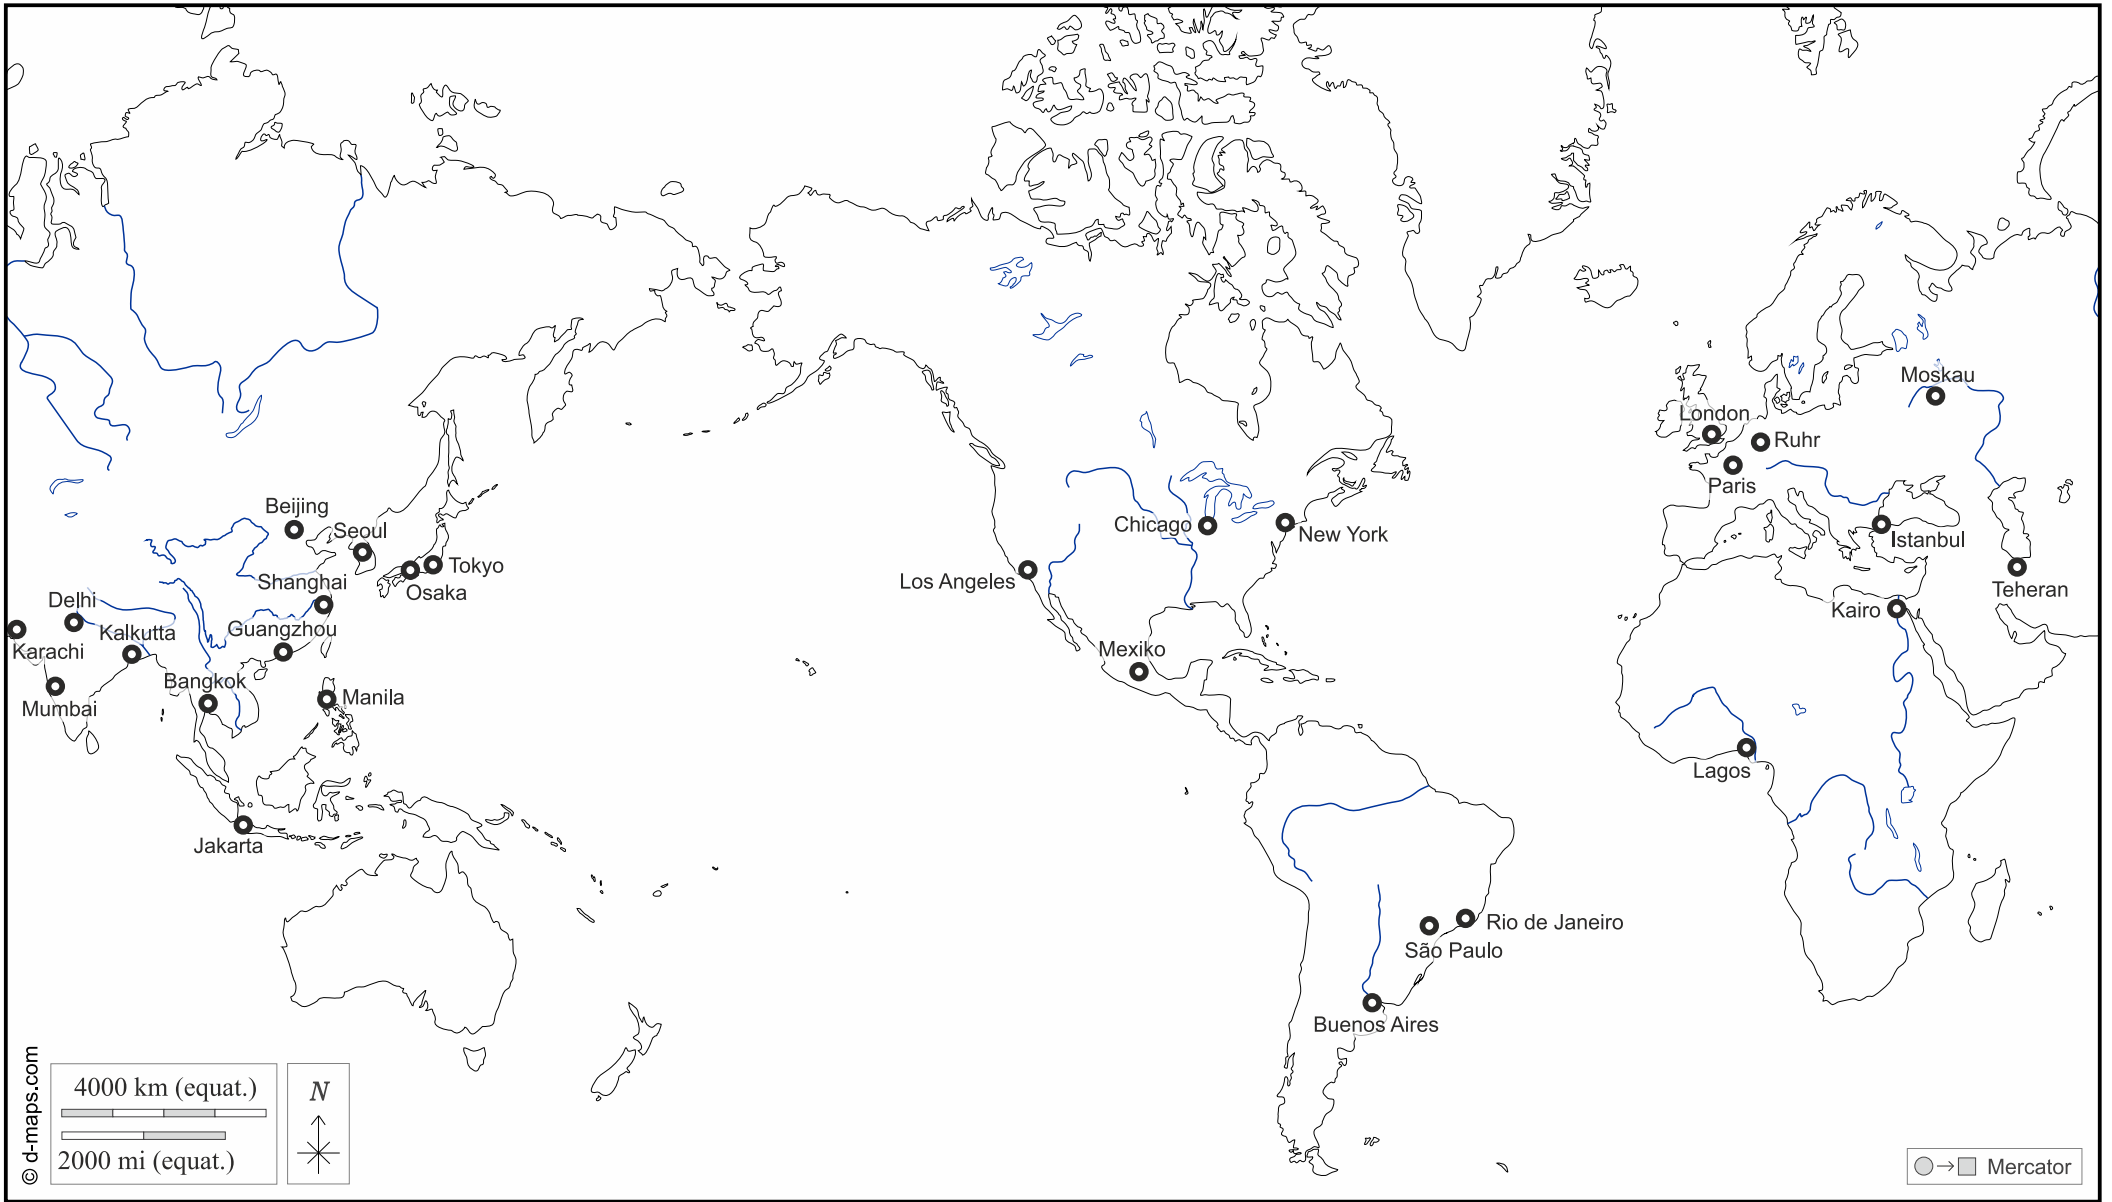 Moskau
London
Ruhr
Paris
Beijing
Seoul
Chicago
New York
Istanbul
Tokyo
Osaka
Shanghai
Los Angeles
Teheran
Delhi
Kairo
Kalkutta
Guangzhou
Karachi
Mexiko
Bangkok
Manila
Mumbai
Lagos
Jakarta
Rio de Janeiro
São Paulo
Buenos Aires
© d-maps.com
4000 km (equat.)
2000 mi (equat.)
N
Mercator